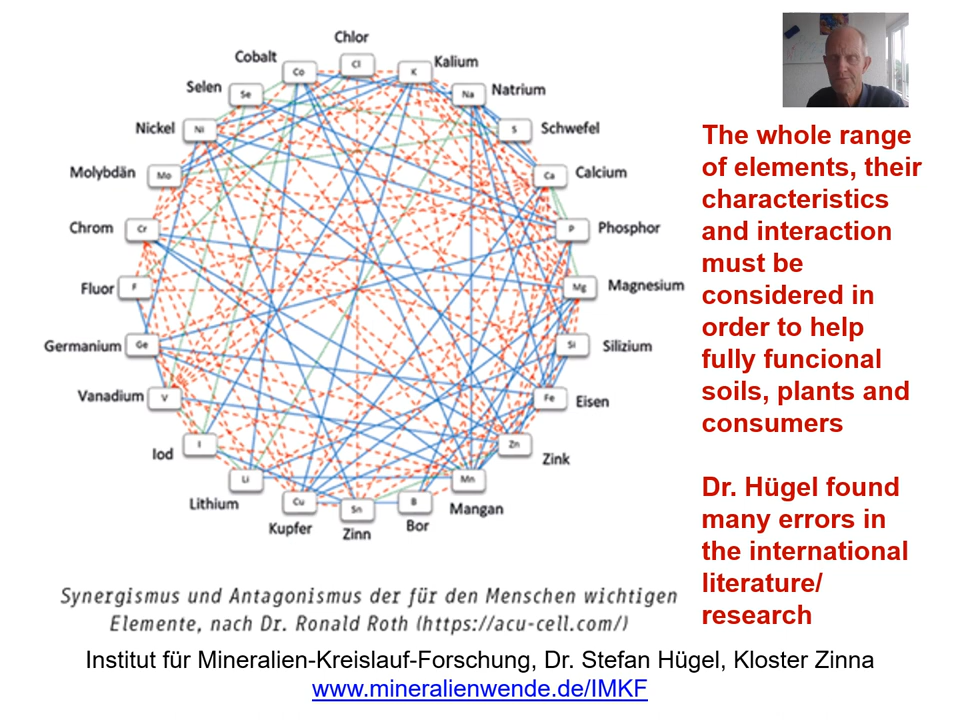 Chlor
Cobalt
Kalium
Selen
Natrium
Nickel
Schwefel
Molybdän
Calcium
Chrom
Phosphor
Fluor
Magnesium
Germanium
Silizium
Vanadium
Eisen
Iod
Zink
Lithium
Mangan
Kupfer
Zinn
Bor
Cl
Co
K
Se
Na
Ni
S
Mo
Ca
Cr
P
F
Mg
Ge
Si
V
Fe
I
Zn
Li
Mn
Cu
Sn
B
Synergismus und Antagonismus der für den Menschen wichtigen
Elemente, nach Dr. Ronald Roth (https://acu-cell.com/)
The whole range
of elements, their
characteristics
and interaction
must be
considered in
order to help
fully funcional
soils, plants and
consumers
Dr. Hügel found
many errors in
the international
literature/
research
Institut für Mineralien-Kreislauf-Forschung, Dr. Stefan Hügel, Kloster Zinna
www.mineralienwende.de/IMKF